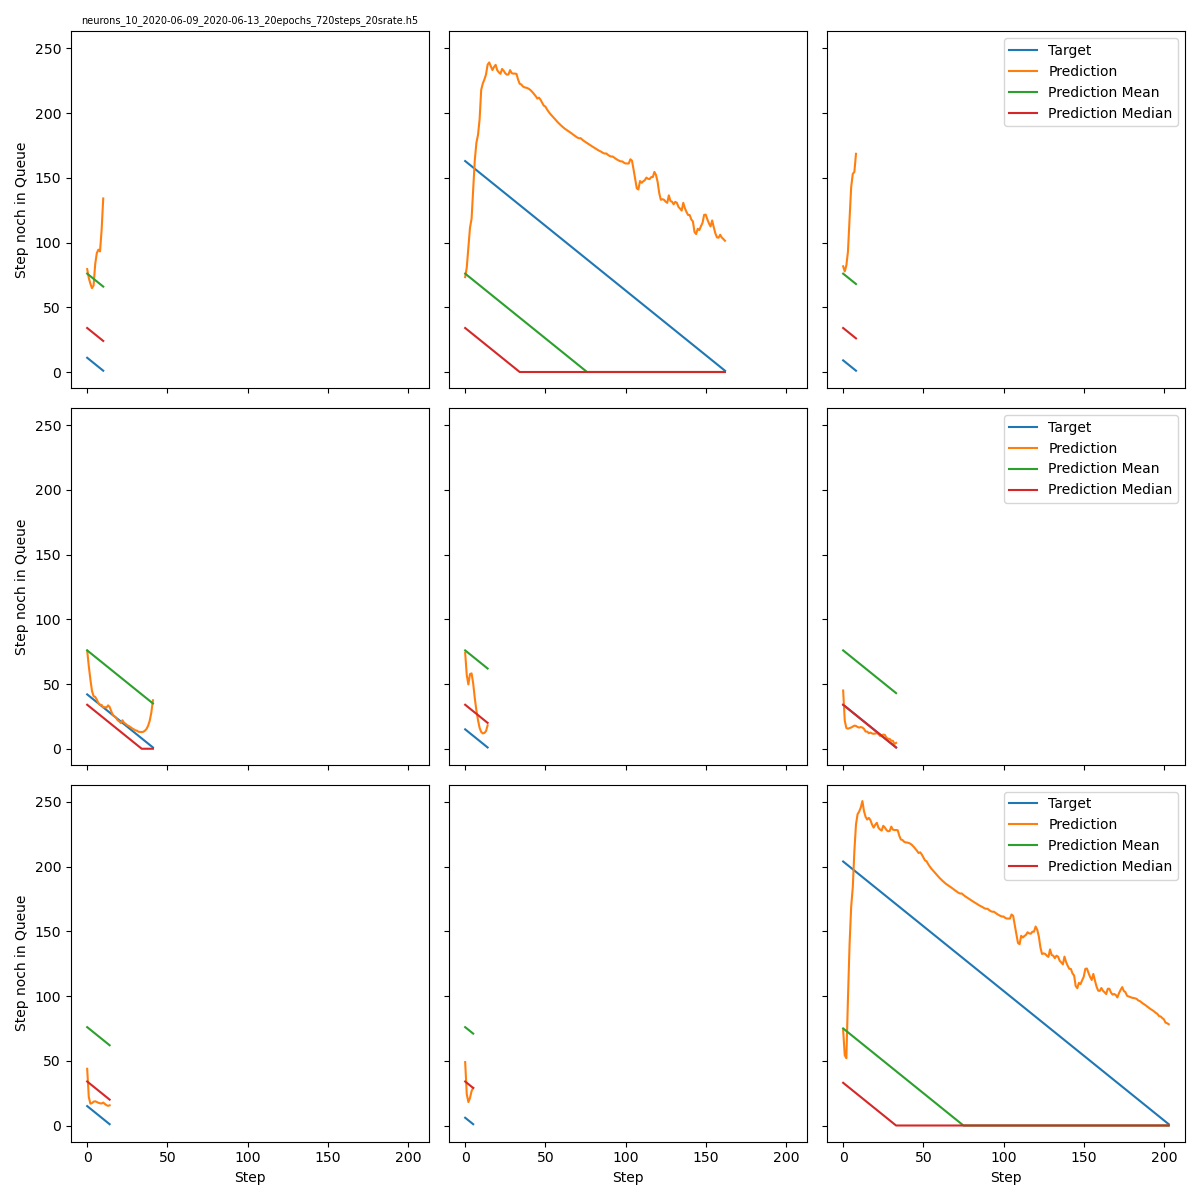 neurons_10_2020-06-09_2020-06-13_20epochs_720steps_20srate.h5
250
200
150
100
50
0
Step noch in Queue
Target
Prediction
Prediction Mean
Prediction Median
250
200
150
100
50
0
Step noch in Queue
Target
Prediction
Prediction Mean
Prediction Median
250
200
150
100
50
0
Step noch in Queue
Target
Prediction
Prediction Mean
Prediction Median
0 50 100 150 200
Step
0 50 100 150 200
Step
0 50 100 150 200
Step